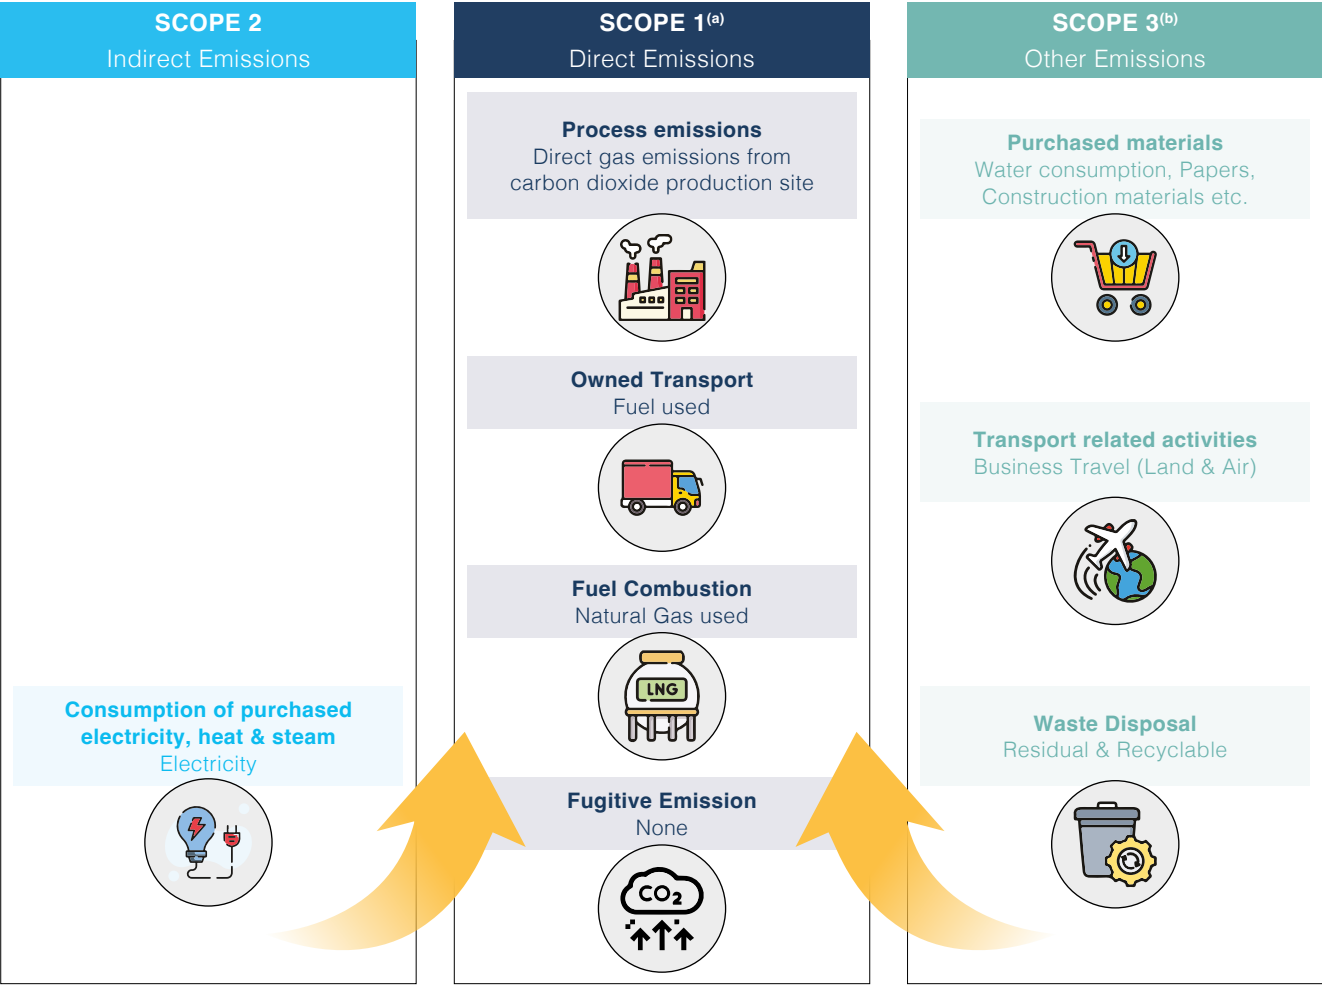 SCOPE 2
Indirect Emissions
Consumption of purchased
electricity, heat & steam
Electricity
SCOPE 1(a)
Direct Emissions
Process emissions
Direct gas emissions from
carbon dioxide production site
Owned Transport
Fuel used
Fuel Combustion
Natural Gas used
LNG
Fugitive Emission
None
CO2
SCOPE 3(b)
Other Emissions
Purchased materials
Water consumption, Papers,
Construction materials etc.
Transport related activities
Business Travel (Land & Air)
Waste Disposal
Residual & Recyclable